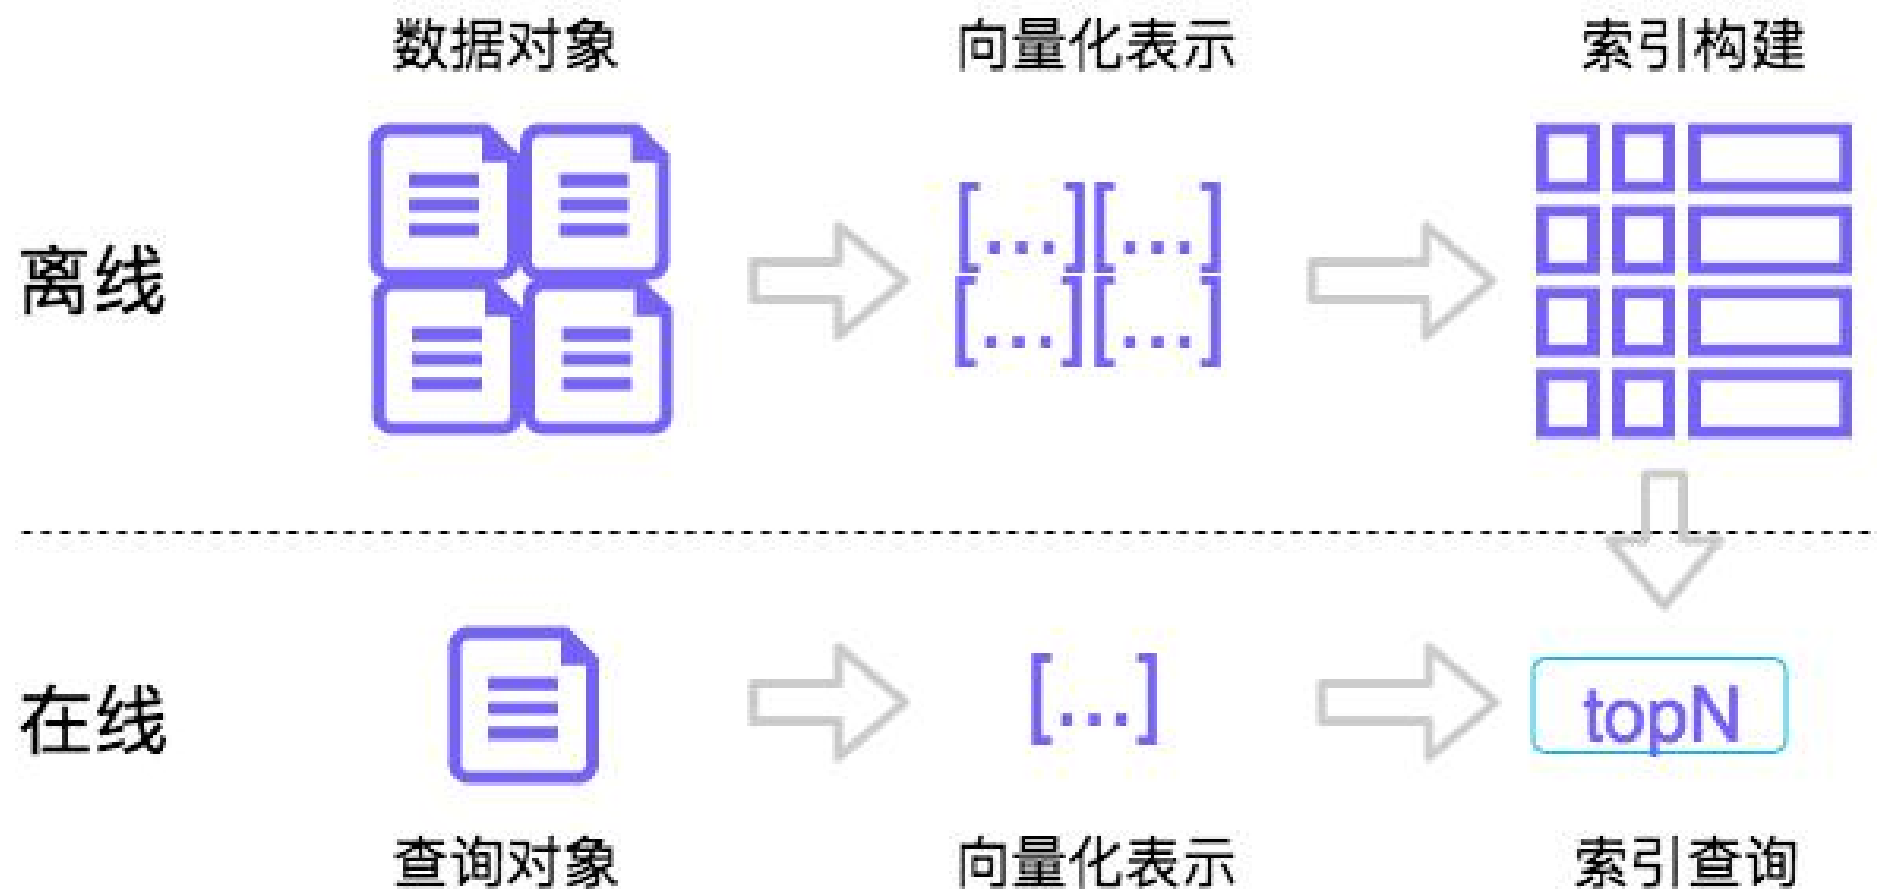 数据对象 向量化表示 索引构建
离线
[...][...]
[...][...]
在线
[...]
topN
查询对象 向量化表示 索引查询